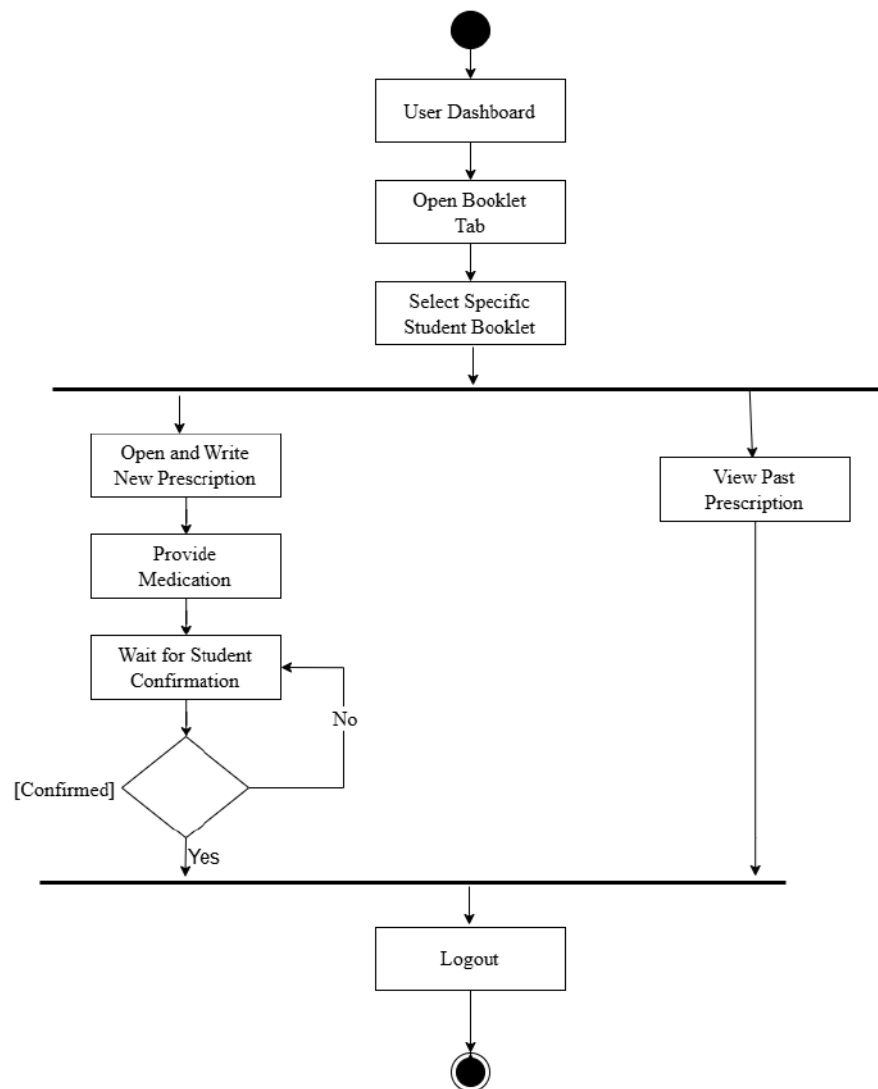 User Dashboard
Open Booklet
Tab
Select Specific
Student Booklet
Open and Write
New Prescription
View Past
Prescription
Provide
Medication
Wait for Student
Confirmation
No
[Confirmed]
Yes
Logout